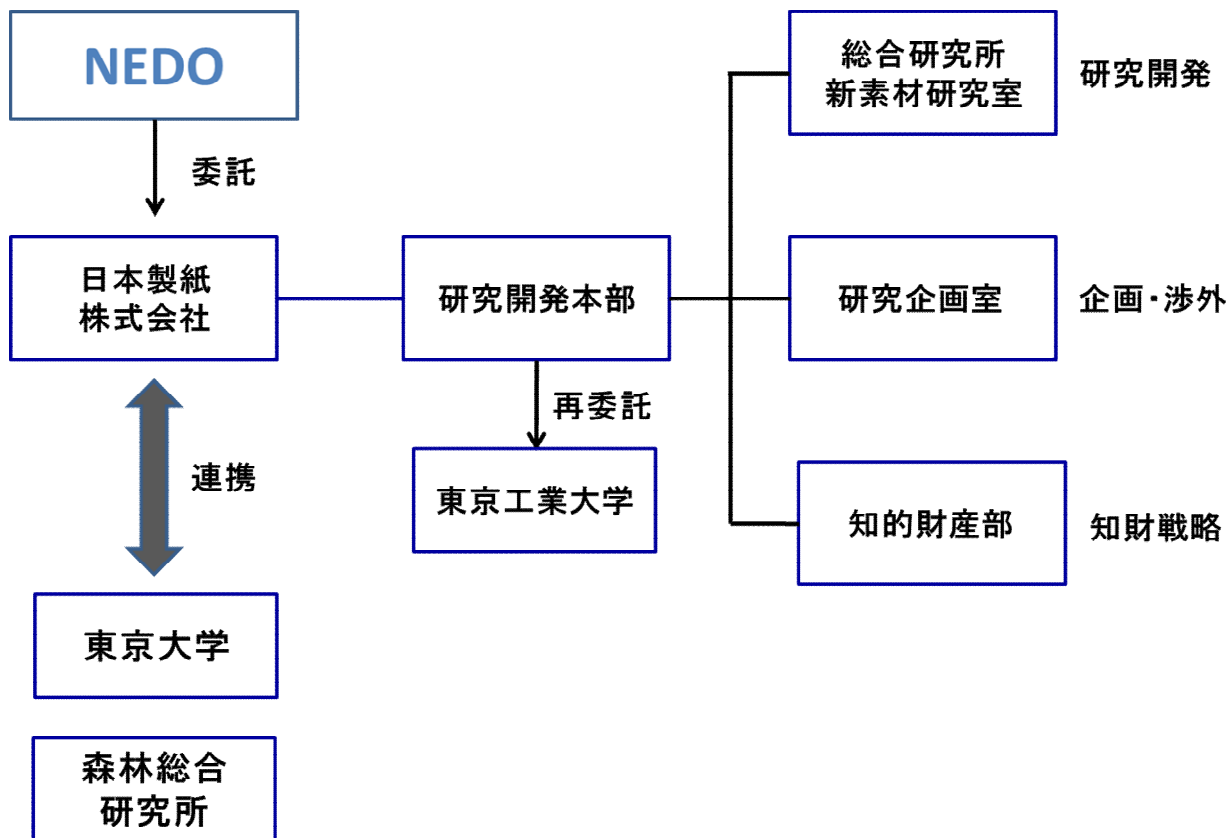 NEDO
委託
日本製紙
株式会社
連携
東京大学
森林総合
研究所
研究開発本部
再委託
東京工業大学
総合研究所
新素材研究室
研究開発
研究企画室
企画・渉外
知的財産部
知財戦略